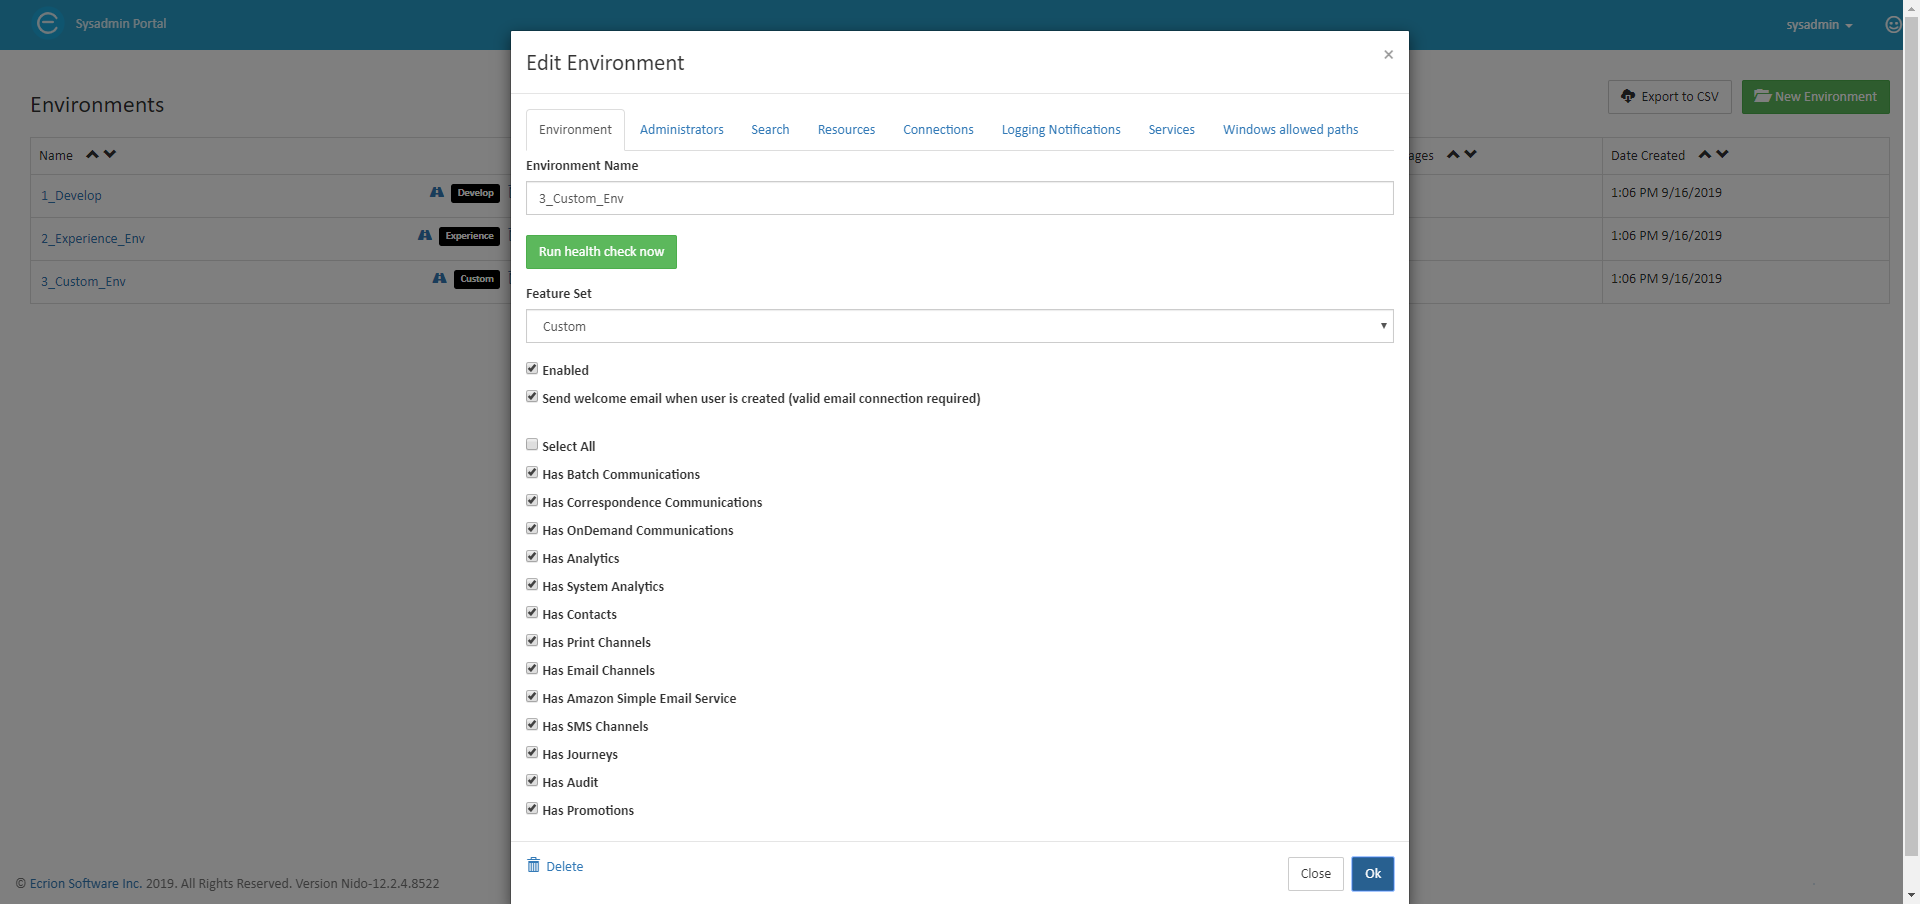 Sysadmin Portal
sysadmin
Edit Environment
×
Environments
Export to CSV
New Environment
Environment Administrators Search Resources Connections Logging Notifications Services Windows allowed paths
Name
Date Created
Environment Name
1_Develop Develop
1:06 PM 9/16/2019
3_Custom_Env
2_Experience_Env Experience
1:06 PM 9/16/2019
Run health check now
3_Custom_Env Custom
1:06 PM 9/16/2019
Feature Set
Custom
Enabled
Send welcome email when user is created (valid email connection required)
Select All
Has Batch Communications
Has Correspondence Communications
Has OnDemand Communications
Has Analytics
Has System Analytics
Has Contacts
Has Print Channels
Has Email Channels
Has Amazon Simple Email Service
Has SMS Channels
Has Journeys
Has Audit
Has Promotions
Delete
Close
Ok
© Ecrion Software Inc. 2019. All Rights Reserved. Version Nido-12.2.4.8522